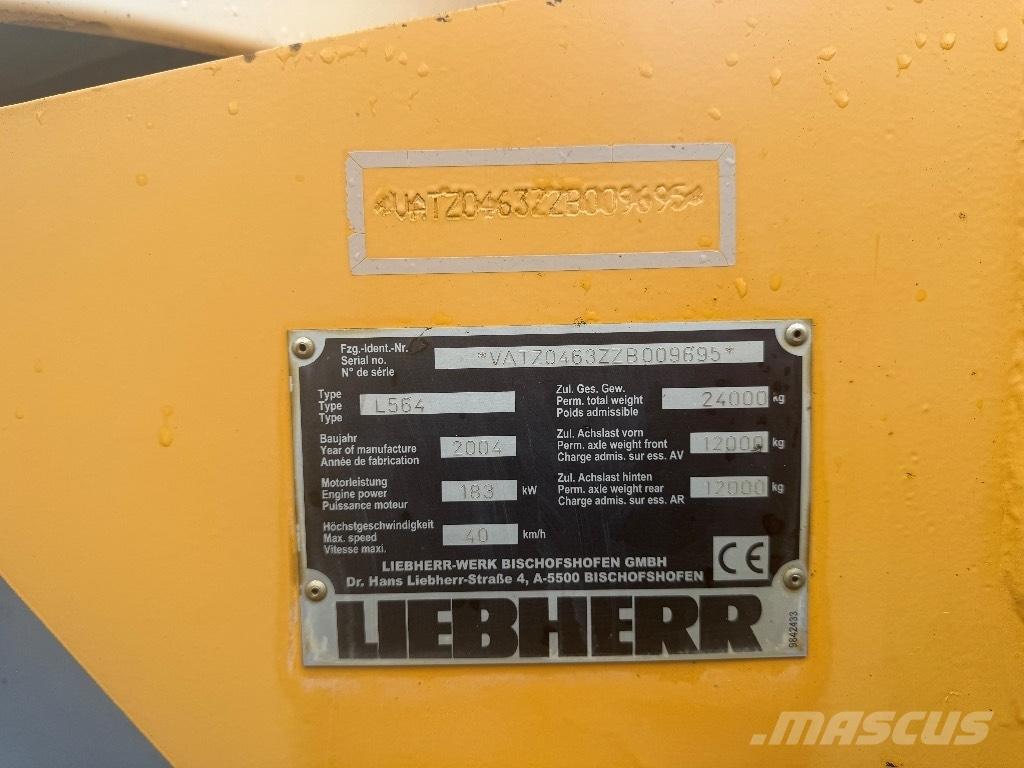 *VATZ0463ZZB009695*
Fzg.-Ident.-Nr.
Serial no.
N° de série
*VATZ0463ZZB009695*
Type
Type
Type
L564
Zul. Ges. Gew.
Perm. total weight
Poids admissible
24000 kg
Baujahr
Year of manufacture
Année de fabrication
2004
Zul. Achslast vorn
Perm. axle weight front
Charge admis. sur ess. AV
12000 kg
Motorleistung
Engine power
Puissance moteur
183 kW
Zul. Achslast hinten
Perm. axle weight rear
Charge admis. sur ess. AR
12000 kg
Höchstgeschwindigkeit
Max. speed
Vitesse maxi.
40 km/h
LIEBHERR-WERK BISCHOFSHOFEN GMBH
Dr. Hans Liebherr-Straße 4, A-5500 BISCHOFSHOFEN
CE
LIEBHERR
9842433
.MASCUS